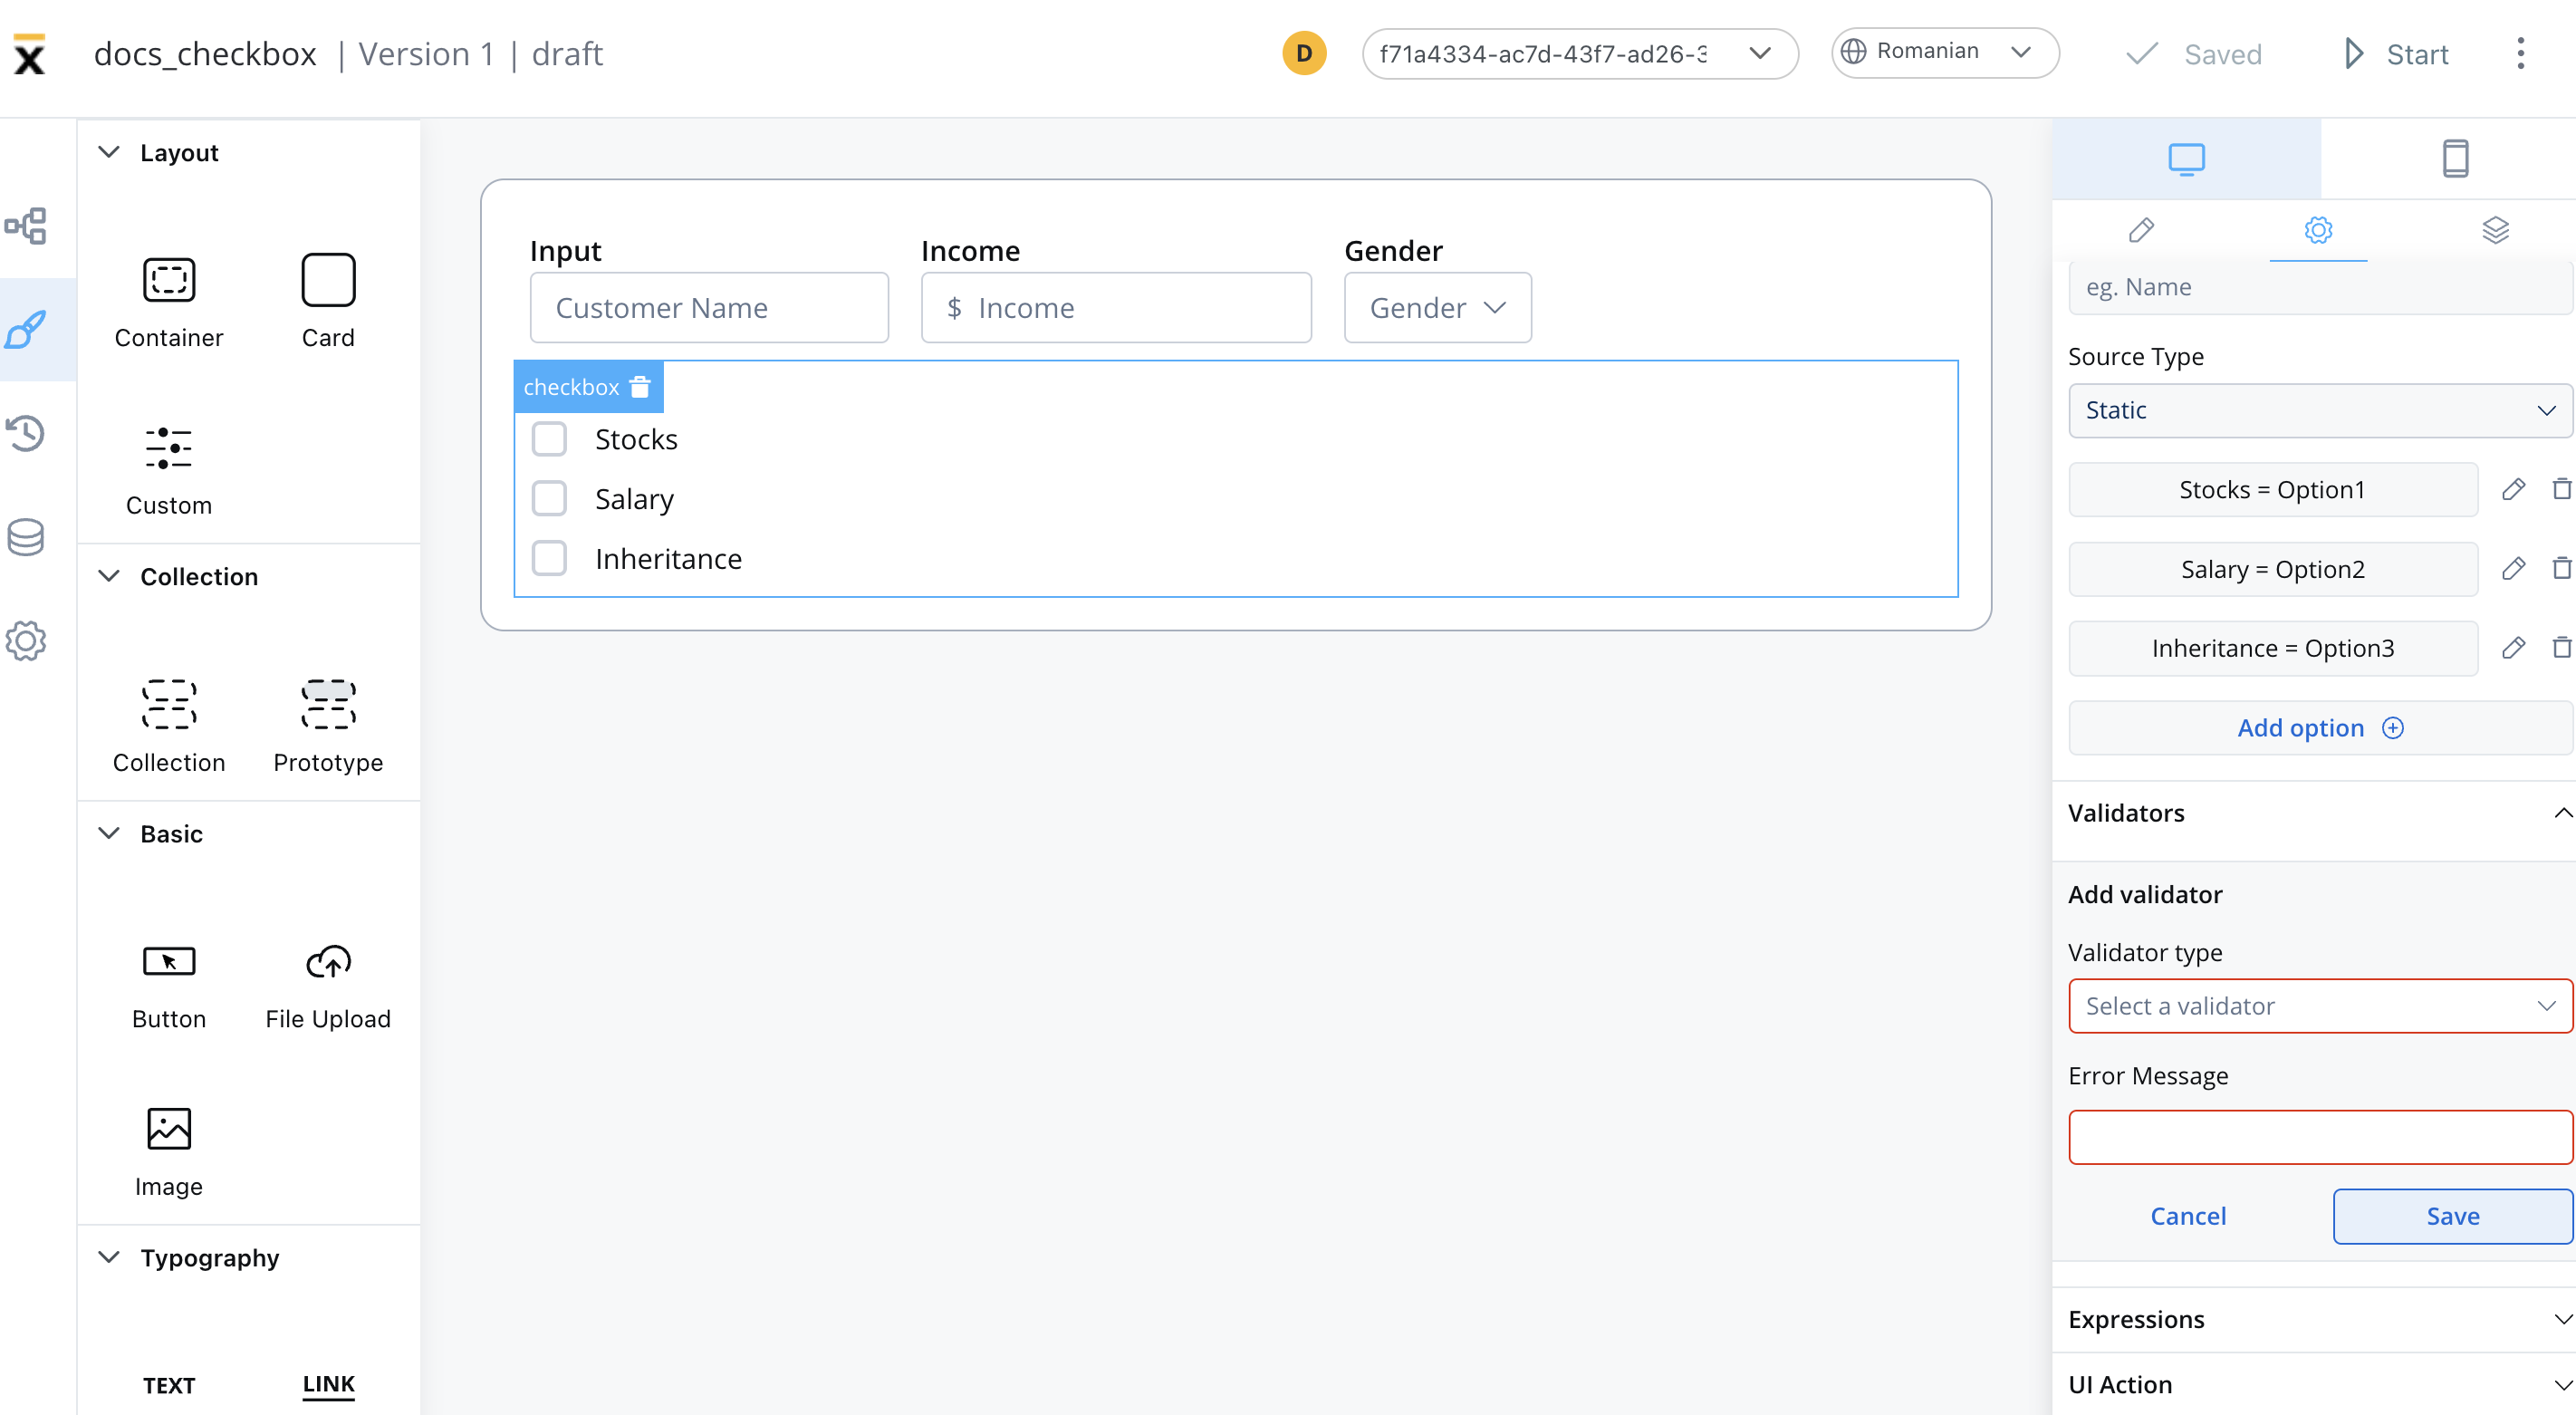 docs_checkbox | Version 1 | draft
D
f71a4334-ac7d-43f7-ad26-3
Romanian
Saved
Start
Layout
Container
Card
Custom
Collection
Collection
Prototype
Basic
Button
File Upload
Image
Typography
TEXT
LINK
Input
Income
Gender
Customer Name
$ Income
Gender
checkbox
Stocks
Salary
Inheritance
eg. Name
Source Type
Static
Stocks = Option1
Salary = Option2
Inheritance = Option3
Add option
Validators
Add validator
Validator type
Select a validator
Error Message
Cancel
Save
Expressions
UI Action